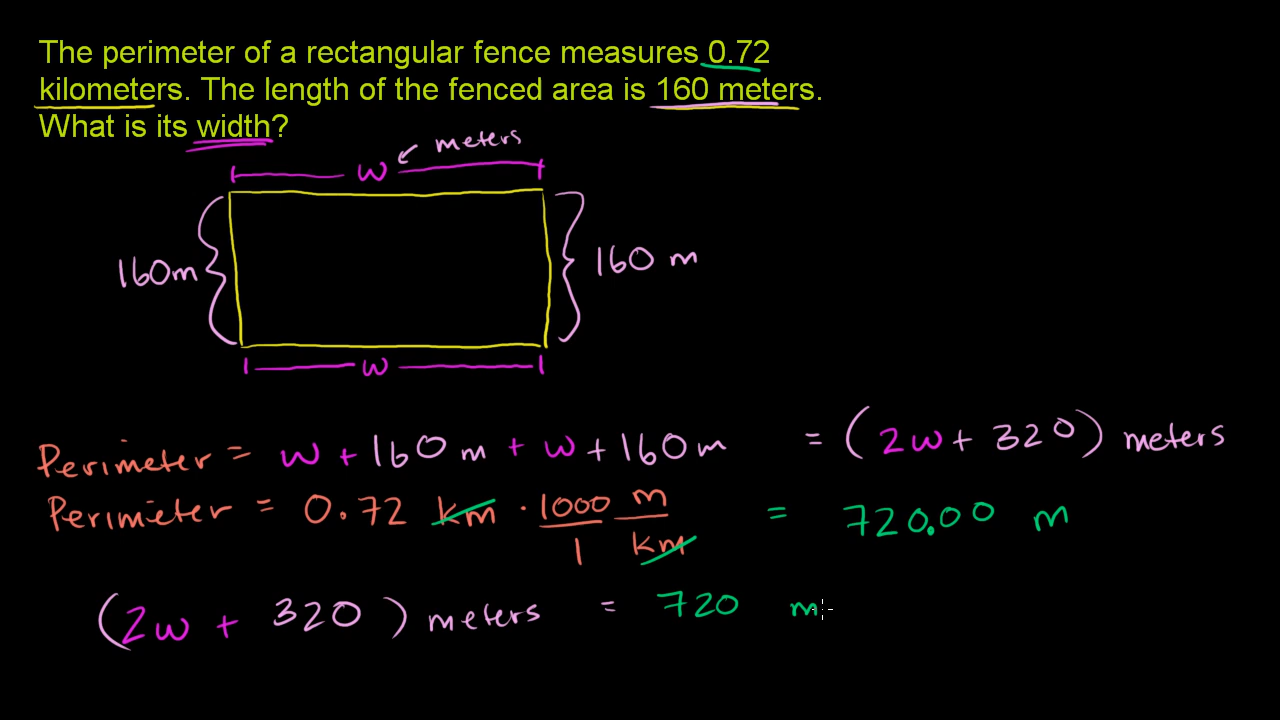 The perimeter of a rectangular fence measures 0.72
kilometers. The length of the fenced area is 160 meters.
What is its width?
meters
w
160m
160 m
w
Perimeter = w + 160 m + w + 160 m = (2w + 320) meters
Perimeter = 0.72 km · 1000 m / 1 km = 720.00 m
(2w + 320) meters = 720 m